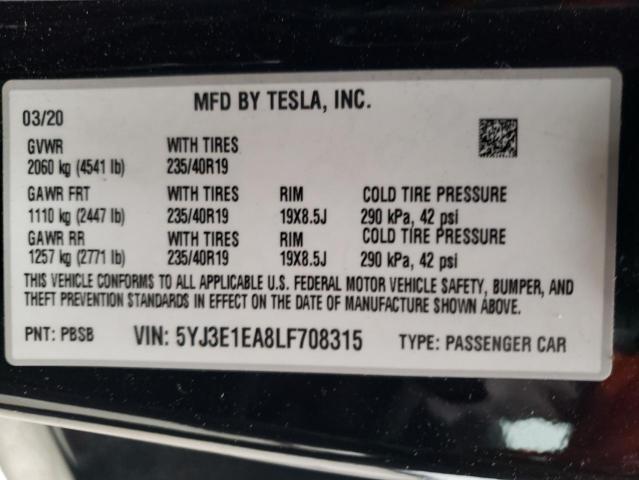 MFD BY TESLA, INC.
03/20
GVWR WITH TIRES
2060 kg (4541 lb) 235/40R19
GAWR FRT WITH TIRES RIM COLD TIRE PRESSURE
1110 kg (2447 lb) 235/40R19 19X8.5J 290 kPa, 42 psi
GAWR RR WITH TIRES RIM COLD TIRE PRESSURE
1257 kg (2771 lb) 235/40R19 19X8.5J 290 kPa, 42 psi
THIS VEHICLE CONFORMS TO ALL APPLICABLE U.S. FEDERAL MOTOR VEHICLE SAFETY, BUMPER, AND
THEFT PREVENTION STANDARDS IN EFFECT ON THE DATE OF MANUFACTURE SHOWN ABOVE.
PNT: PBSB VIN: 5YJ3E1EA8LF708315 TYPE: PASSENGER CAR